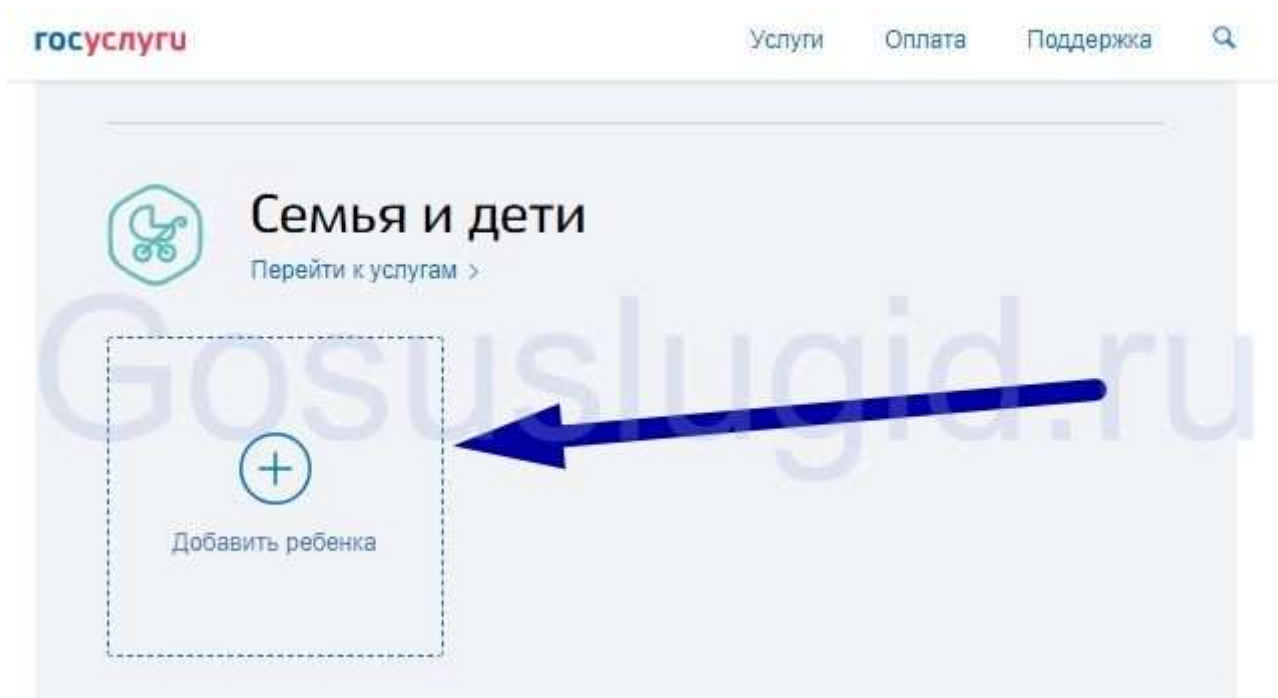 госуслуги
Услуги Оплата Поддержка
Семья и дети
Перейти к услугам >
Gosuslugid.ru
Добавить ребенка